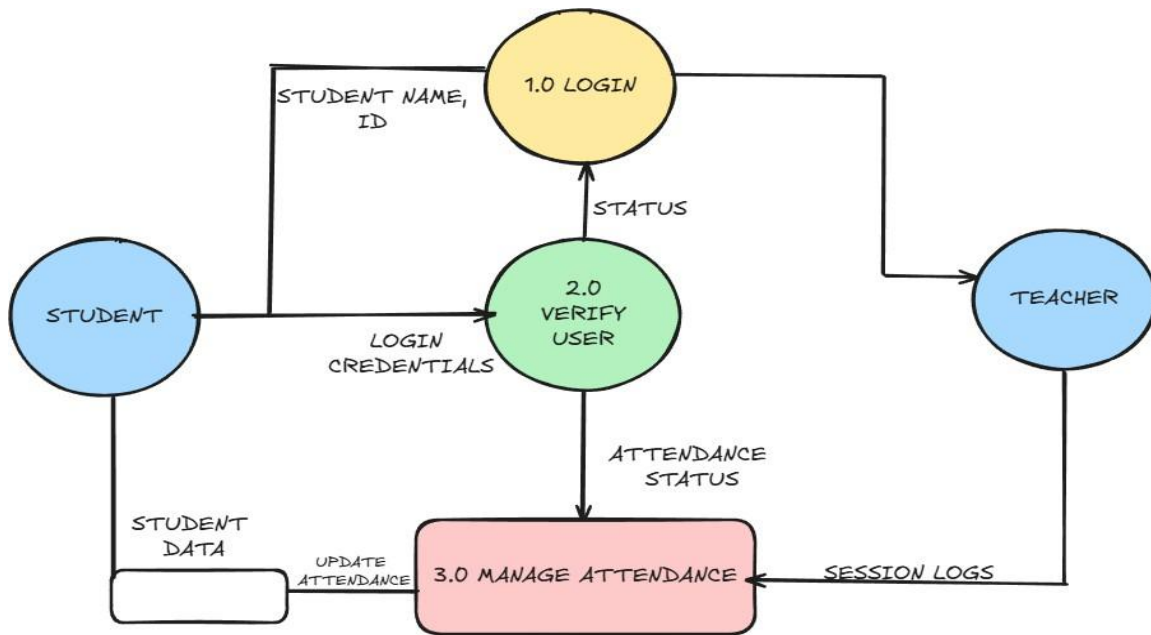 1.0 LOGIN
STUDENT NAME,
ID
STATUS
STUDENT
2.0
VERIFY
USER
TEACHER
LOGIN
CREDENTIALS
ATTENDANCE
STATUS
STUDENT
DATA
UPDATE
ATTENDANCE
3.0 MANAGE ATTENDANCE
SESSION LOGS